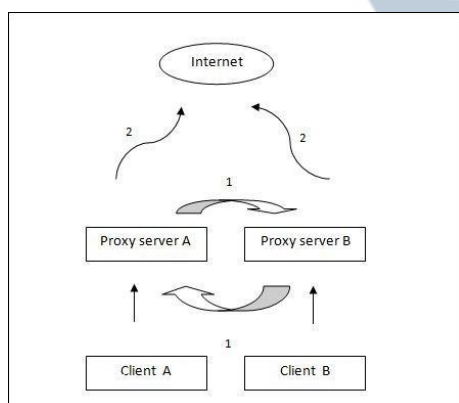 Internet
2
2
1
Proxy server A
Proxy server B
1
Client A
Client B